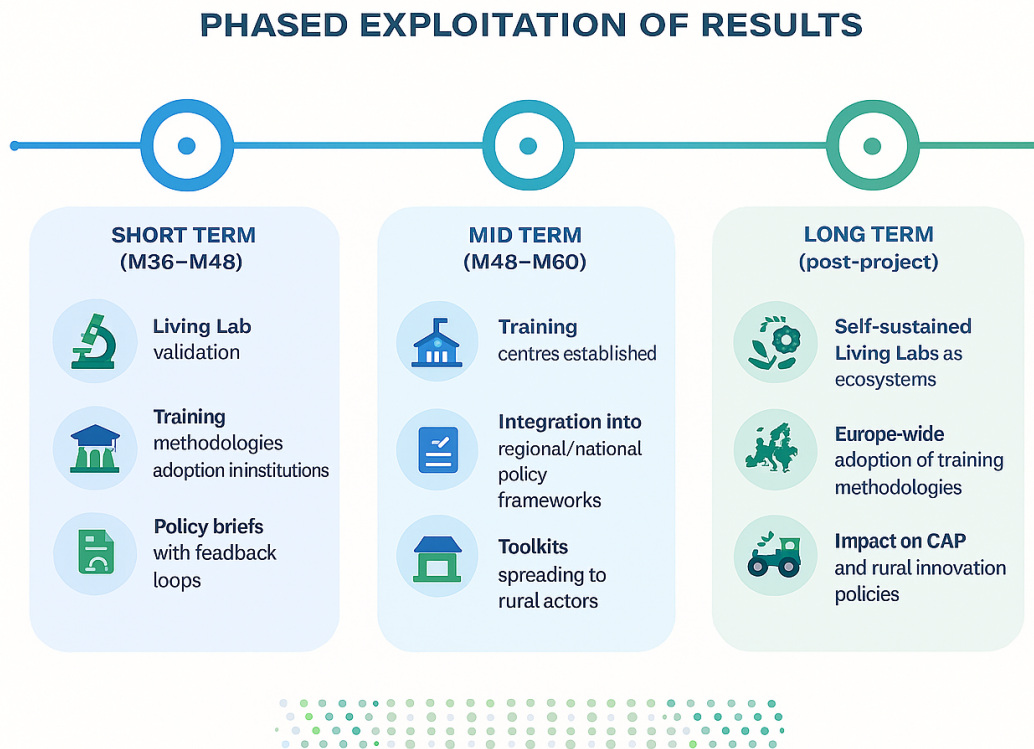 PHASED EXPLOITATION OF RESULTS
SHORT TERM
(M36–M48)
Living Lab
validation
Training
methodologies
adoption ininstitutions
Policy briefs
with feadback
loops
MID TERM
(M48–M60)
Training
centres established
Integration into
regional/national
policy
frameworks
Toolkits
spreading to
rural actors
LONG TERM
(post-project)
Self-sustained
Living Labs as
ecosystems
Europe-wide
adoption of training
methodologies
Impact on CAP
and rural innovation
policies